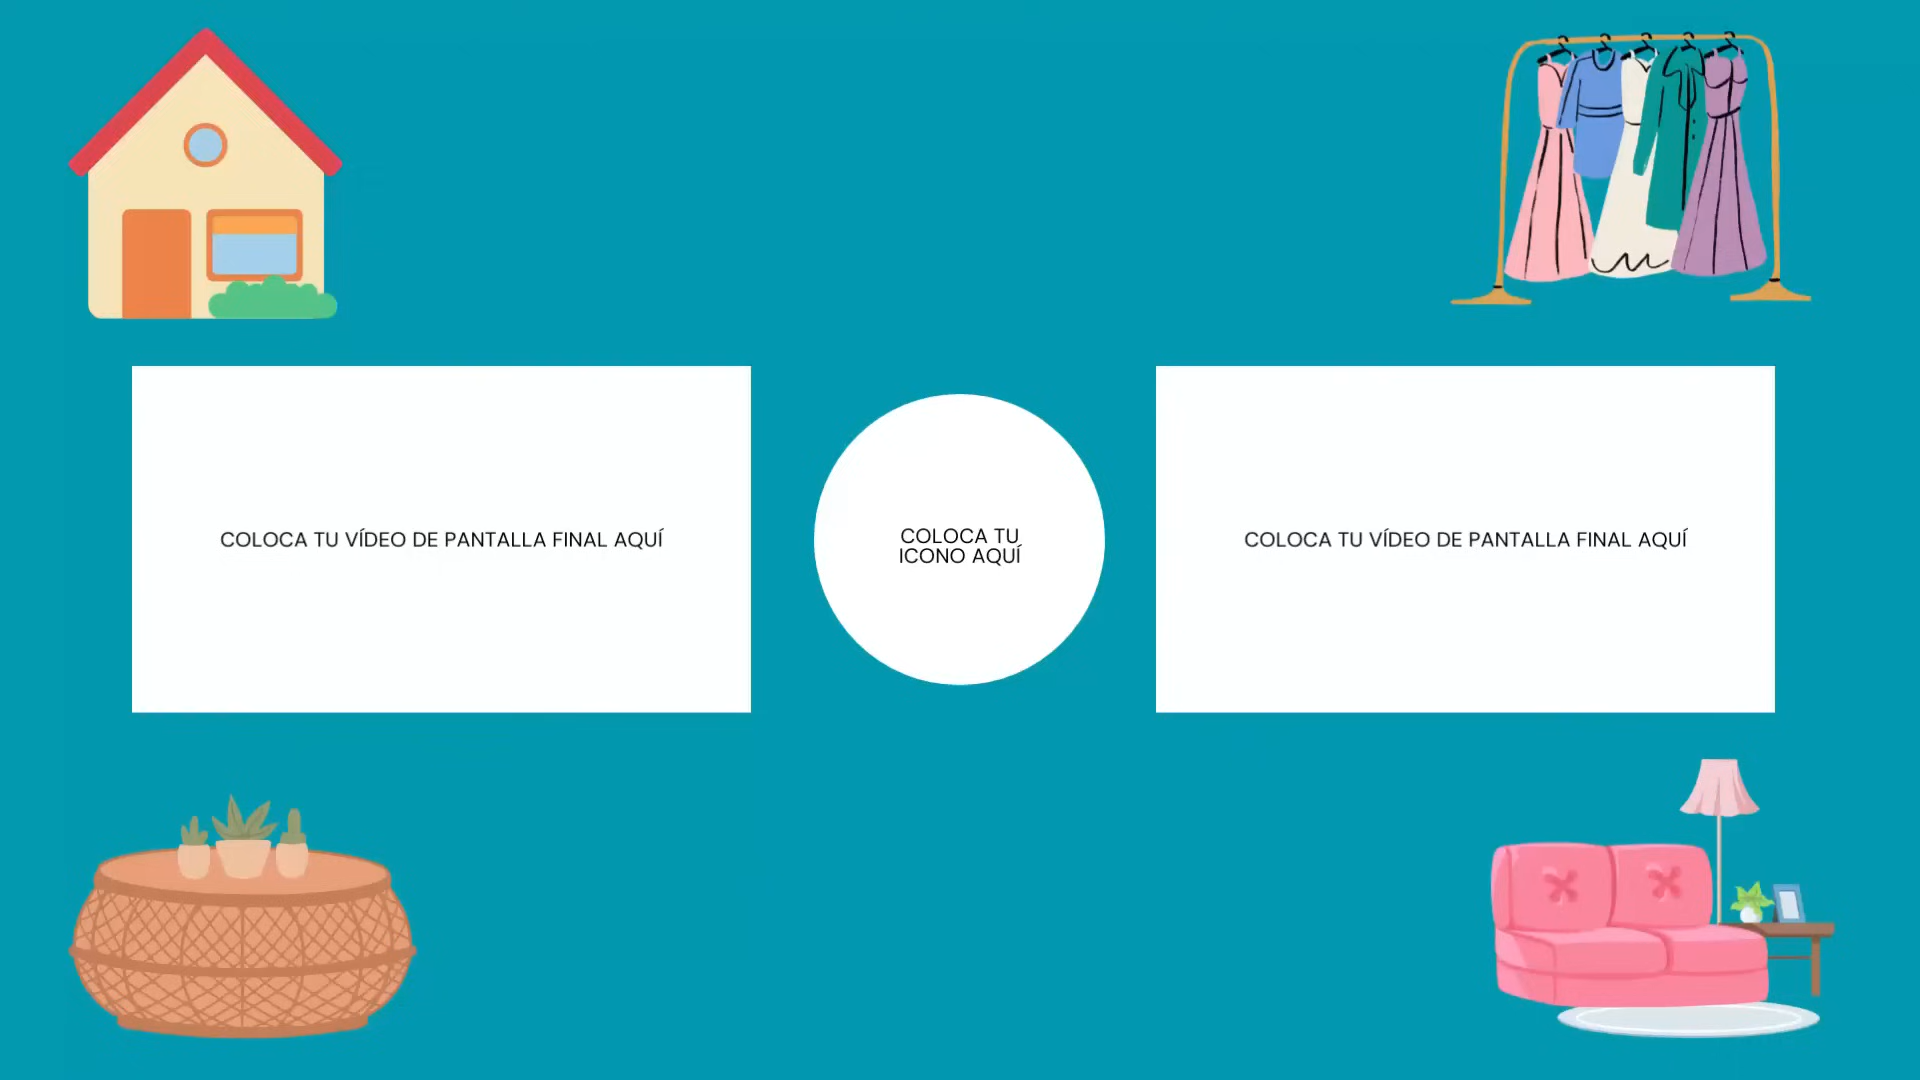 COLOCA TU VÍDEO DE PANTALLA FINAL AQUÍ
COLOCA TU
ICONO AQUÍ
COLOCA TU VÍDEO DE PANTALLA FINAL AQUÍ